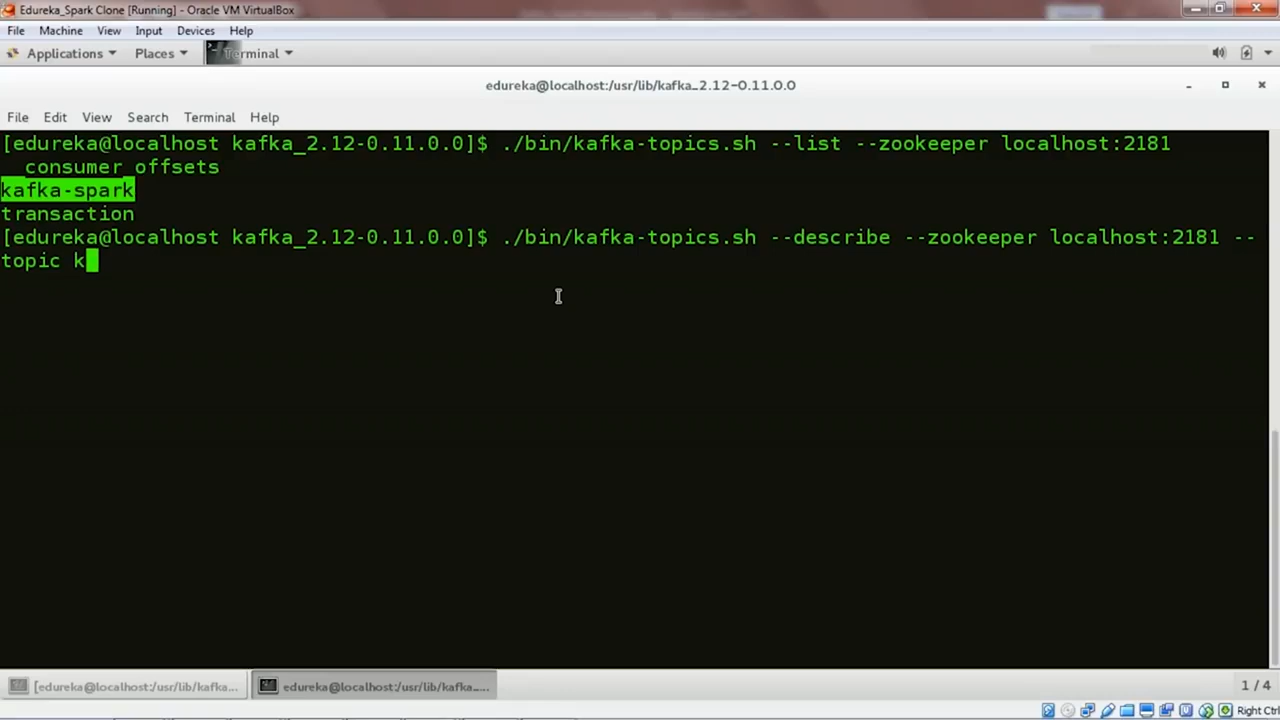 Edureka_Spark Clone [Running] - Oracle VM VirtualBox
File Machine View Input Devices Help
Applications Places Terminal
edureka@localhost:/usr/lib/kafka_2.12-0.11.0.0
File Edit View Search Terminal Help
[edureka@localhost kafka_2.12-0.11.0.0]$ ./bin/kafka-topics.sh --list --zookeeper localhost:2181
consumer offsets
kafka-spark
transaction
[edureka@localhost kafka_2.12-0.11.0.0]$ ./bin/kafka-topics.sh --describe --zookeeper localhost:2181 --
topic k
[edureka@localhost:/usr/lib/kafka... edureka@localhost:/usr/lib/kafka_... 1 / 4
Right Ctrl